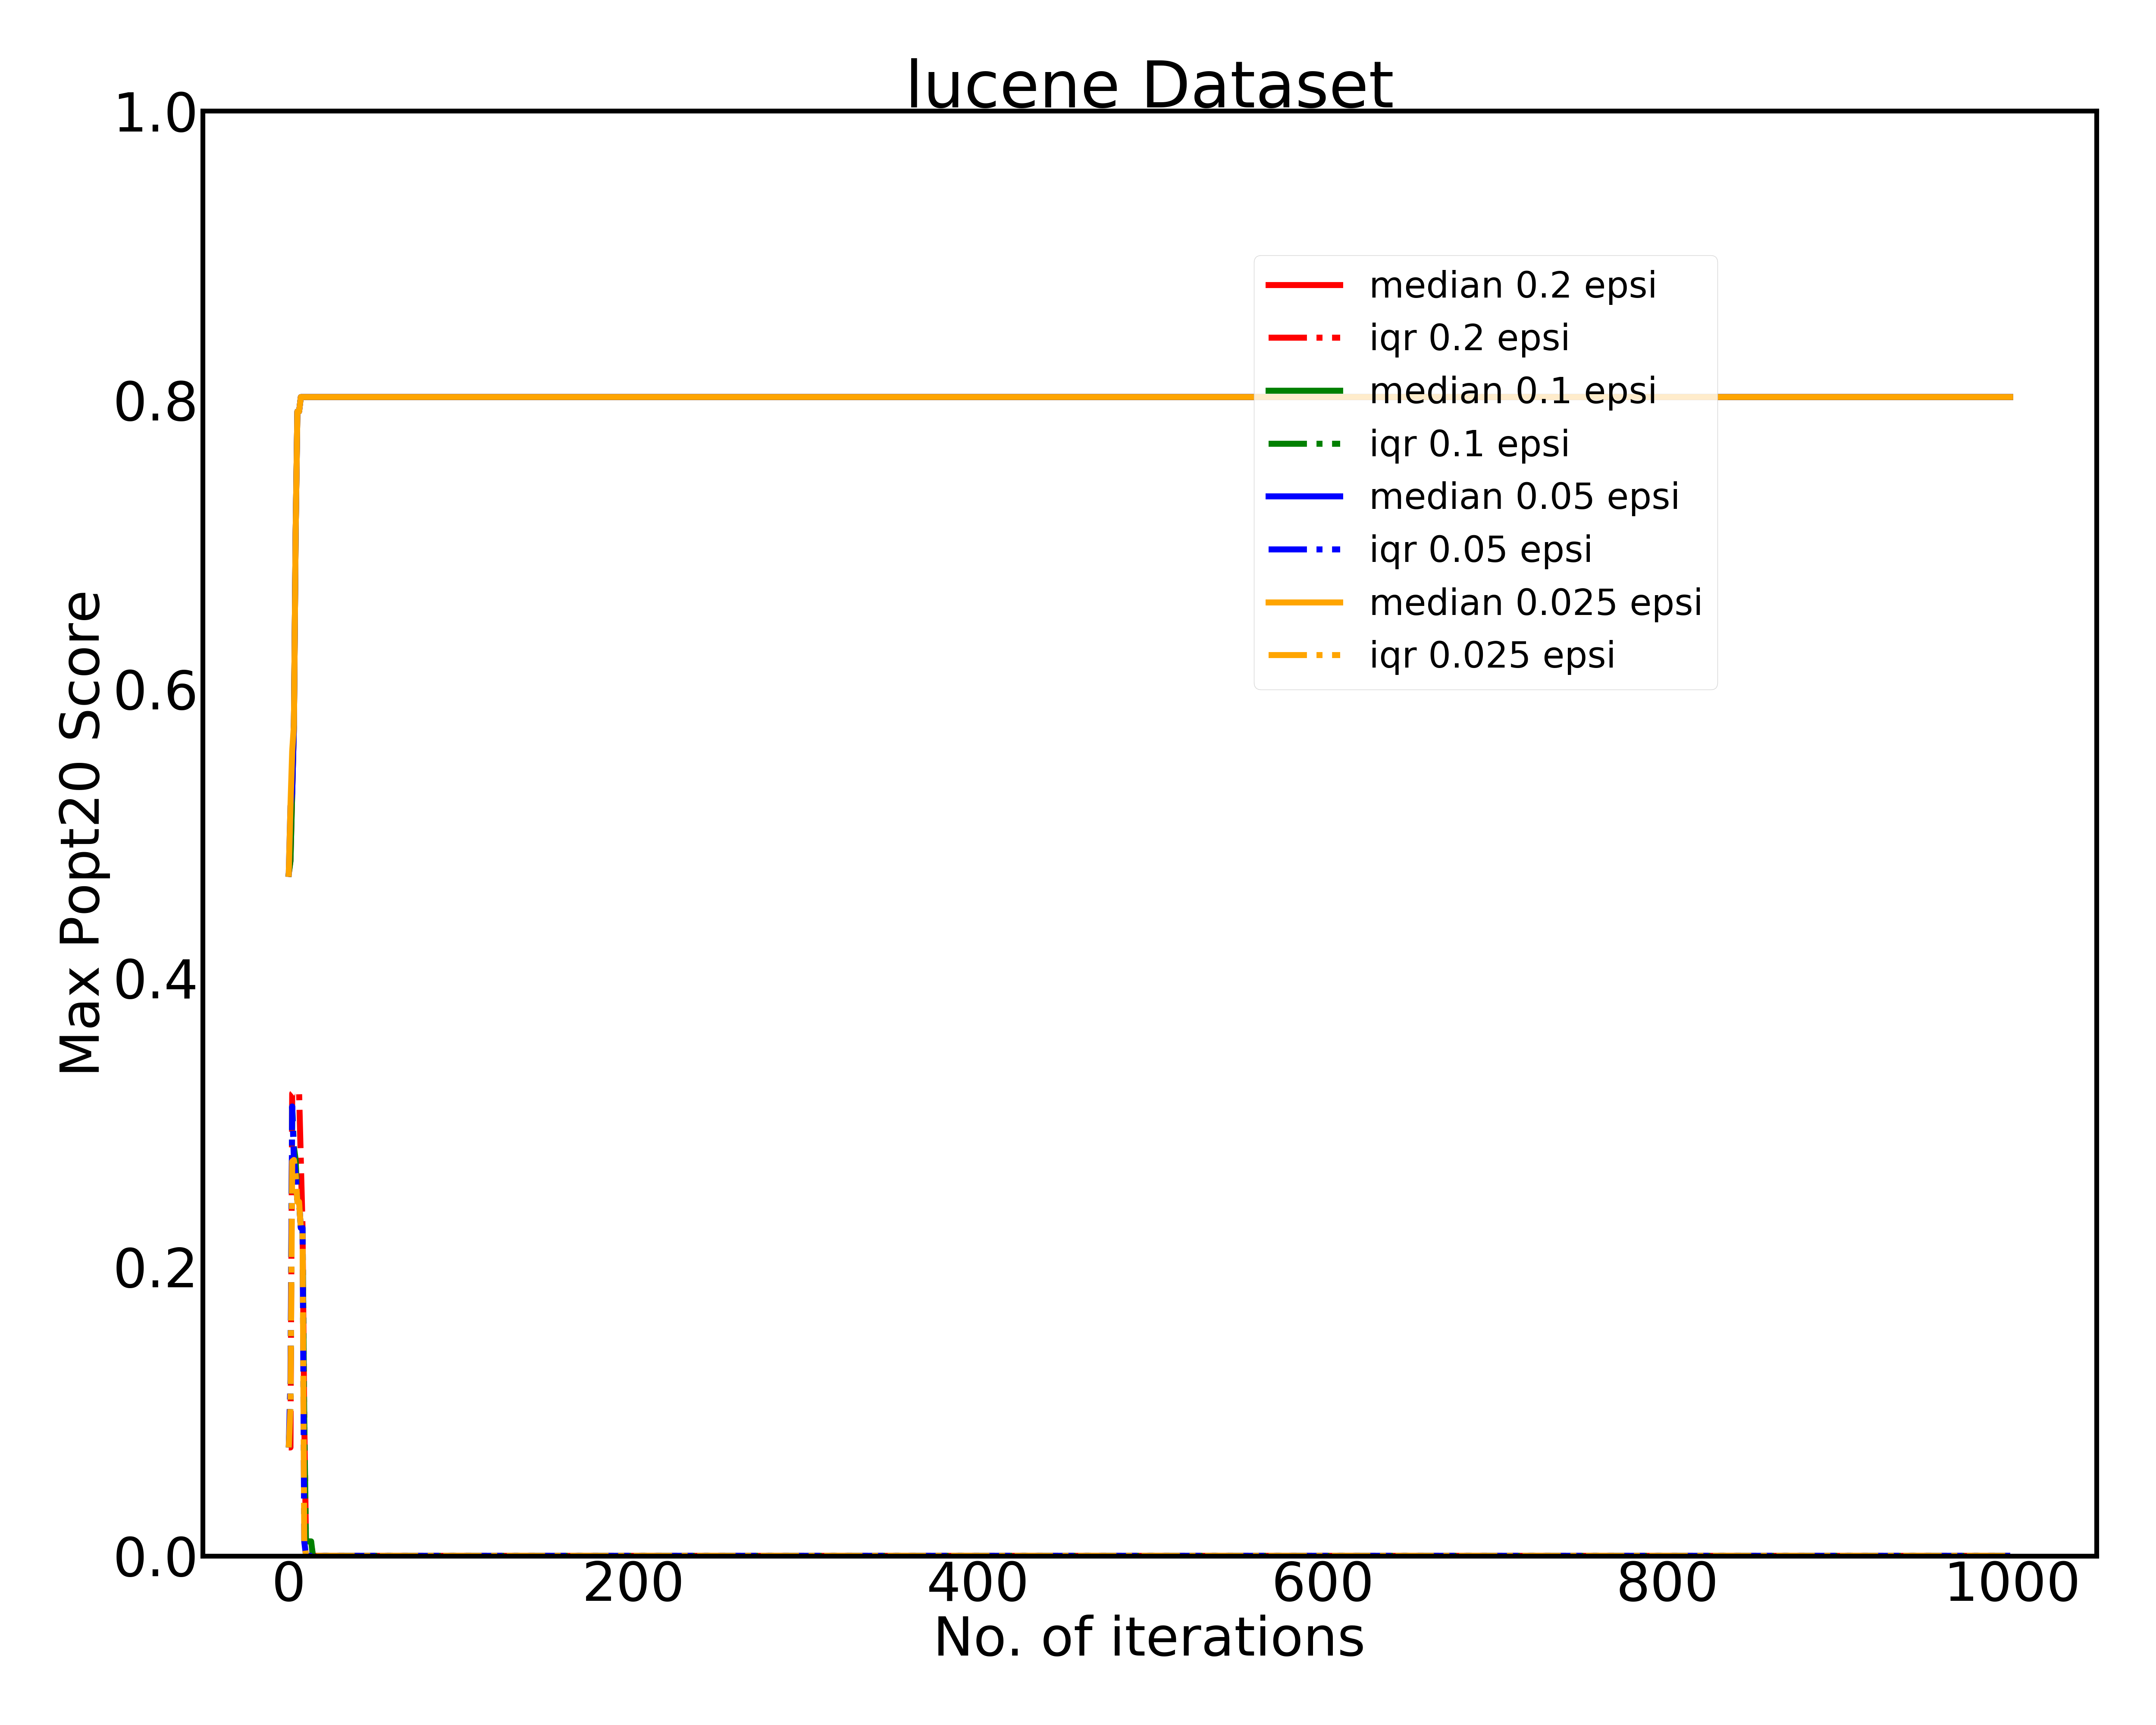 lucene Dataset
1.0
0.8
0.6
0.4
0.2
0.0
Max Popt20 Score
median 0.2 epsi
iqr 0.2 epsi
median 0.1 epsi
iqr 0.1 epsi
median 0.05 epsi
iqr 0.05 epsi
median 0.025 epsi
iqr 0.025 epsi
0 200 400 600 800 1000
No. of iterations